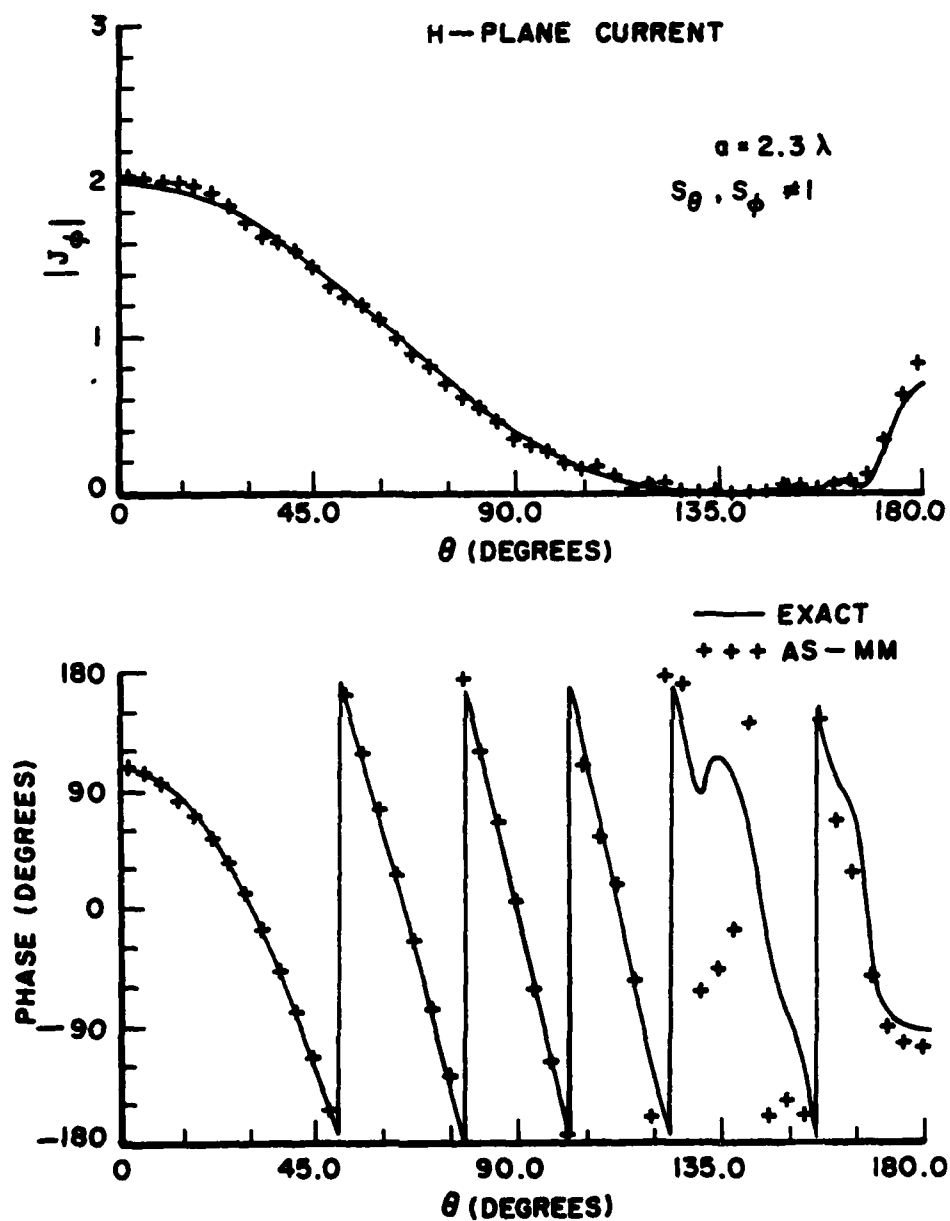 H-PLANE CURRENT
3
2
1
0
|J_ϕ|
a = 2.3 λ
S_θ, S_ϕ ≠ 1
0 45.0 90.0 135.0 180.0
θ (DEGREES)
EXACT
+ + + AS-MM
180
90
0
-90
-180
PHASE (DEGREES)
0 45.0 90.0 135.0 180.0
θ (DEGREES)